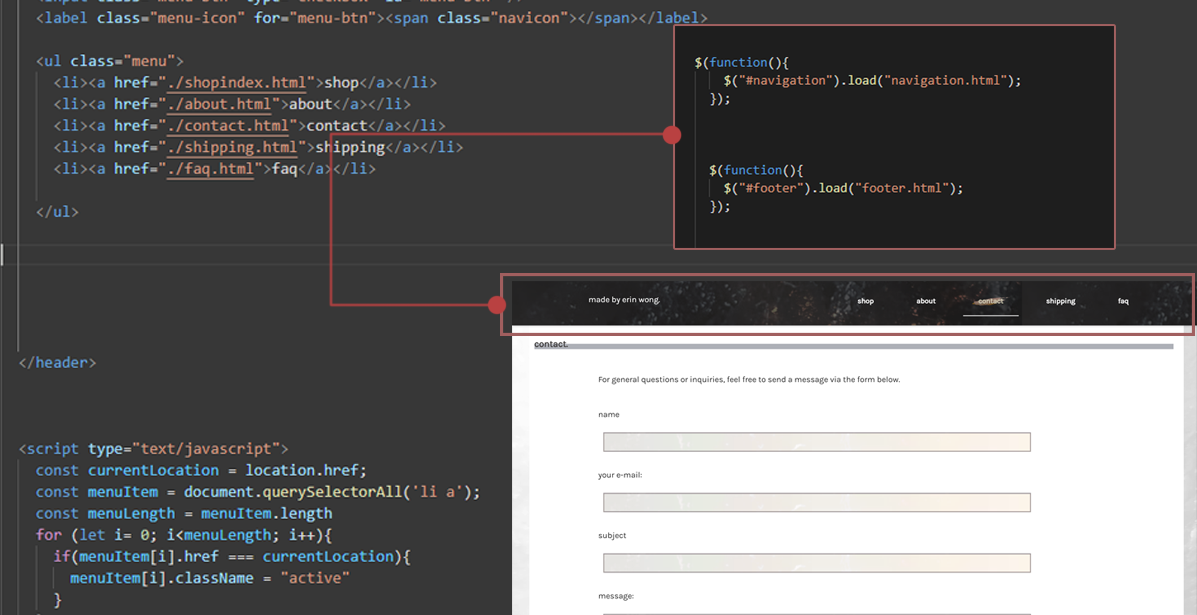 <input class="menu-btn" type="checkbox" id="menu-btn" />
<label class="menu-icon" for="menu-btn"><span class="navicon"></span></label>
<ul class="menu">
<li><a href="./shopindex.html">shop</a></li>
<li><a href="./about.html">about</a></li>
<li><a href="./contact.html">contact</a></li>
<li><a href="./shipping.html">shipping</a></li>
<li><a href="./faq.html">faq</a></li>
</ul>
</header>
<script type="text/javascript">
const currentLocation = location.href;
const menuItem = document.querySelectorAll('li a');
const menuLength = menuItem.length
for (let i= 0; i<menuLength; i++){
if(menuItem[i].href === currentLocation){
menuItem[i].className = "active"
}
$(function(){
$("#navigation").load("navigation.html");
});
$(function(){
$("#footer").load("footer.html");
});
made by erin wong. shop about contact shipping faq
contact.
For general questions or inquiries, feel free to send a message via the form below.
name
your e-mail:
subject
message: